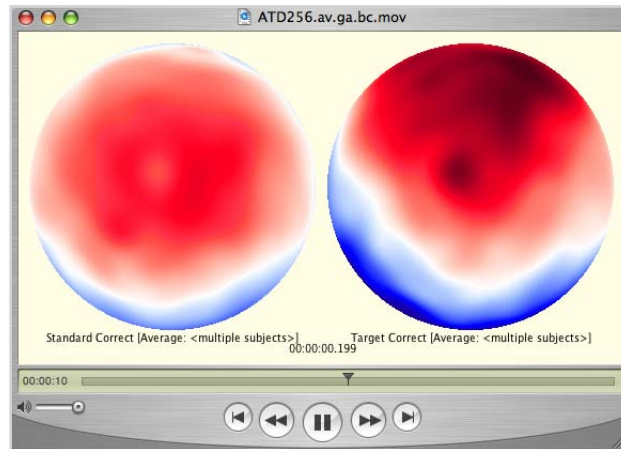 ATD256.av.ga.bc.mov
Standard Correct [Average: <multiple subjects>]
Target Correct [Average: <multiple subjects>]
00:00:00.199
00:00:10